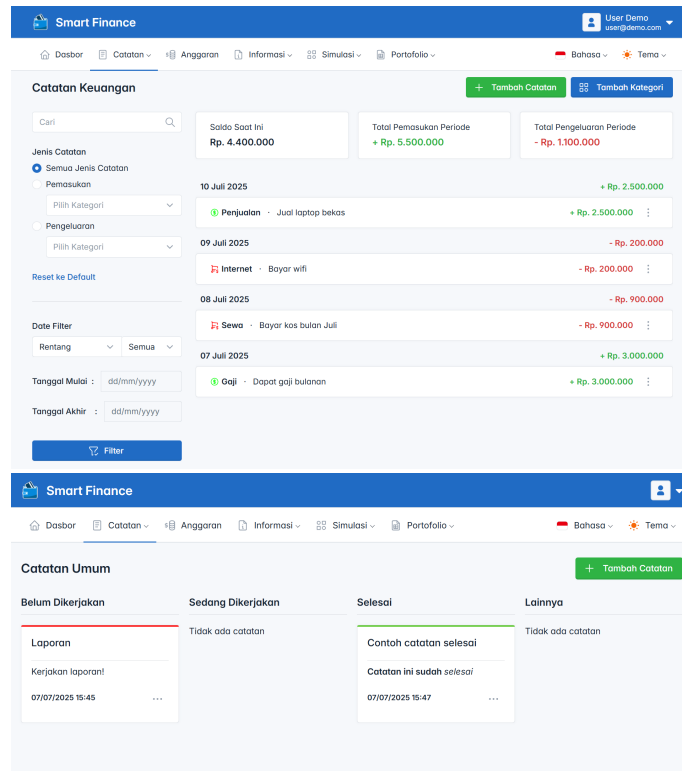 Smart Finance
User Demo
user@demo.com
Dasbor Catatan Anggaran Informasi Simulasi Portofolio Bahasa Tema
Catatan Keuangan
+ Tambah Catatan
Tambah Kategori
Cari
Jenis Catatan
Semua Jenis Catatan
Pemasukan
Pilih Kategori
Pengeluaran
Pilih Kategori
Reset ke Default
Date Filter
Rentang Semua
Tanggal Mulai : dd/mm/yyyy
Tanggal Akhir : dd/mm/yyyy
Filter
Saldo Saat Ini
Rp. 4.400.000
Total Pemasukan Periode
+ Rp. 5.500.000
Total Pengeluaran Periode
- Rp. 1.100.000
10 Juli 2025 + Rp. 2.500.000
Penjualan · Jual laptop bekas + Rp. 2.500.000
09 Juli 2025 - Rp. 200.000
Internet · Bayar wifi - Rp. 200.000
08 Juli 2025 - Rp. 900.000
Sewa · Bayar kos bulan Juli - Rp. 900.000
07 Juli 2025 + Rp. 3.000.000
Gaji · Dapat gaji bulanan + Rp. 3.000.000
Smart Finance
Dasbor Catatan Anggaran Informasi Simulasi Portofolio Bahasa Tema
Catatan Umum
+ Tambah Catatan
Belum Dikerjakan
Laporan
Kerjakan laporan!
07/07/2025 15:45 ...
Sedang Dikerjakan
Tidak ada catatan
Selesai
Contoh catatan selesai
Catatan ini sudah selesai
07/07/2025 15:47 ...
Lainnya
Tidak ada catatan